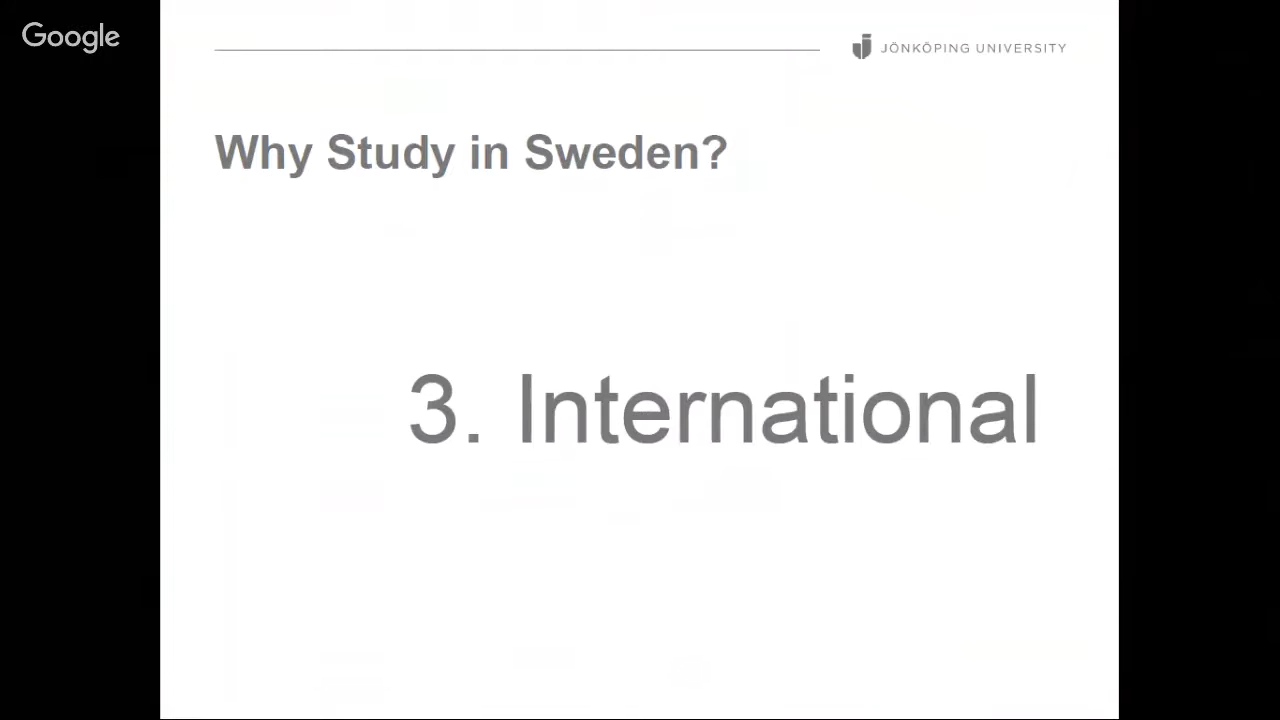 Google
JÖNKÖPING UNIVERSITY
Why Study in Sweden?
3. International